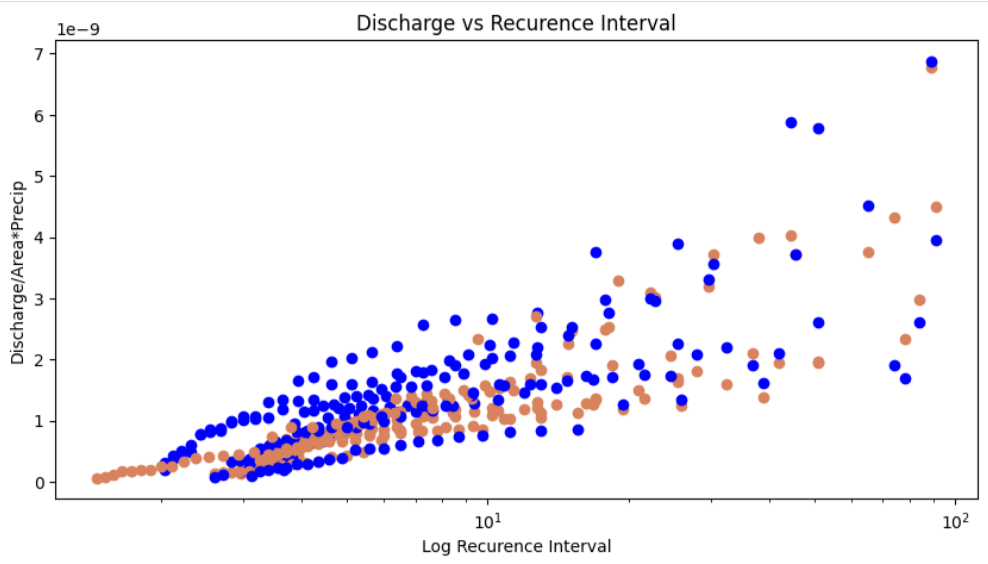 Discharge vs Recurence Interval
1e−9
7
6
5
4
3
2
1
0
Discharge/Area*Precip
10¹
10²
Log Recurence Interval